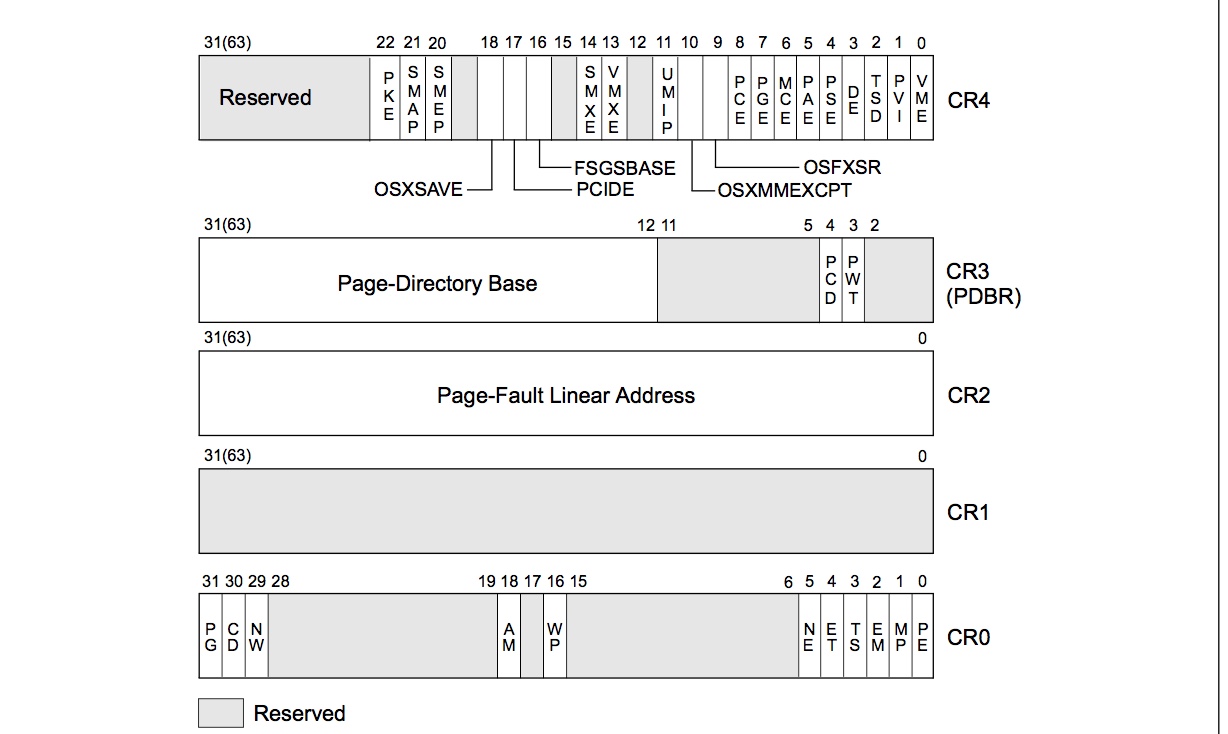 31(63) 22 21 20 18 17 16 15 14 13 12 11 10 9 8 7 6 5 4 3 2 1 0
Reserved PKE SMAP SMEP SMXE VMXE UMIP PCE PGE MCE PAE PSE DE TSD PVI VME CR4
FSGSBASE OSFXSR
OSXSAVE PCIDE OSXMMEXCPT
31(63) 12 11 5 4 3 2
Page-Directory Base PCD PWT CR3
(PDBR)
31(63) 0
Page-Fault Linear Address CR2
31(63) 0
CR1
31 30 29 28 19 18 17 16 15 6 5 4 3 2 1 0
PG CD NW AM WP NE ET TS EM MP PE CR0
Reserved